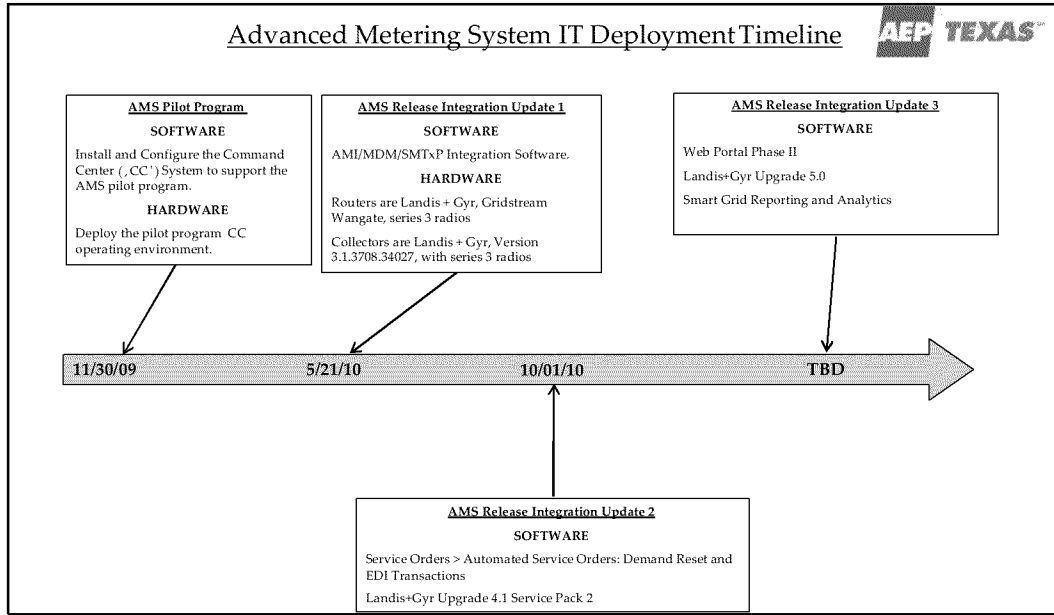 Advanced Metering System IT Deployment Timeline
AEP TEXAS℠
AMS Pilot Program
SOFTWARE
Install and Configure the Command
Center (‚CC') System to support the
AMS pilot program.
HARDWARE
Deploy the pilot program CC
operating environment.
AMS Release Integration Update 1
SOFTWARE
AMI/MDM/SMTxP Integration Software.
HARDWARE
Routers are Landis + Gyr, Gridstream
Wangate, series 3 radios
Collectors are Landis + Gyr, Version
3.1.3708.34027, with series 3 radios
AMS Release Integration Update 3
SOFTWARE
Web Portal Phase II
Landis+Gyr Upgrade 5.0
Smart Grid Reporting and Analytics
11/30/09
5/21/10
10/01/10
TBD
AMS Release Integration Update 2
SOFTWARE
Service Orders > Automated Service Orders: Demand Reset and
EDI Transactions
Landis+Gyr Upgrade 4.1 Service Pack 2